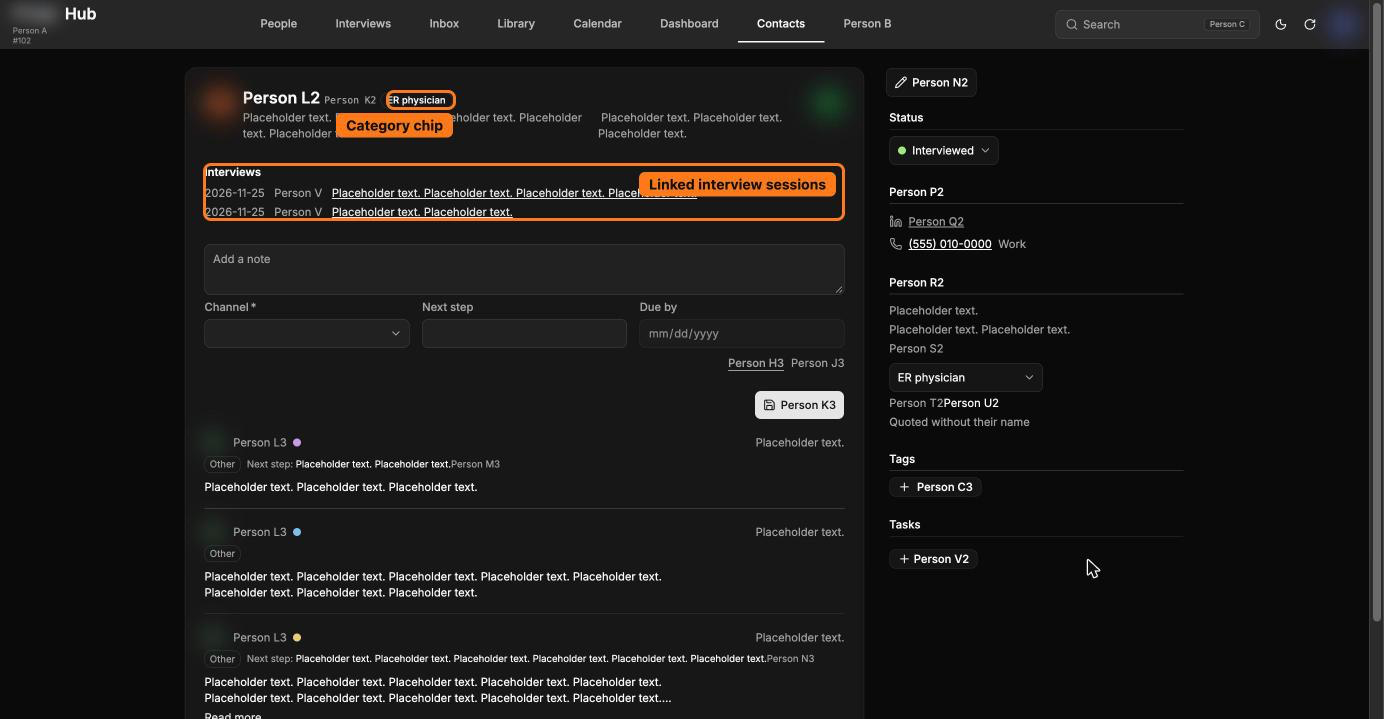 Hub
Person A
#102
People Interviews Inbox Library Calendar Dashboard Contacts Person B
Search Person C
Person L2 Person K2 ER physician
Placeholder text. Placeholder Placeholder text. Placeholder text.
text. Placeholder Placeholder text.
Category chip
Interviews
Linked interview sessions
2026-11-25 Person V Placeholder text. Placeholder text. Placeholder text.
2026-11-25 Person V Placeholder text. Placeholder text.
Add a note
Channel * Next step Due by
mm/dd/yyyy
Person H3 Person J3
Person K3
Person L3 Placeholder text.
Other Next step: Placeholder text. Placeholder text.Person M3
Placeholder text. Placeholder text. Placeholder text.
Person L3 Placeholder text.
Other
Placeholder text. Placeholder text. Placeholder text. Placeholder text. Placeholder text.
Placeholder text. Placeholder text. Placeholder text.
Person L3 Placeholder text.
Other Next step: Placeholder text. Placeholder text. Placeholder text. Placeholder text. Placeholder text. Placeholder text.Person N3
Placeholder text. Placeholder text. Placeholder text. Placeholder text. Placeholder text.
Placeholder text. Placeholder text. Placeholder text. Placeholder text. Placeholder text....
Read more
Person N2
Status
Interviewed
Person P2
Person Q2
(555) 010-0000 Work
Person R2
Placeholder text.
Placeholder text. Placeholder text.
Person S2
ER physician
Person T2Person U2
Quoted without their name
Tags
+ Person C3
Tasks
+ Person V2